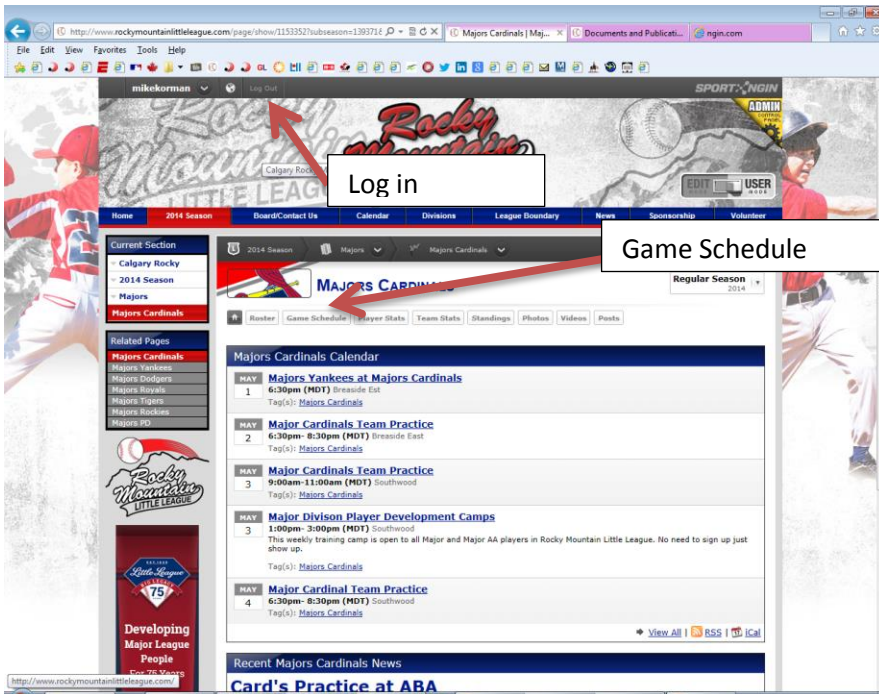 http://www.rockymountainlittleleague.com/page/show/1153352?subseason=139371&
Majors Cardinals | Maj...
Documents and Publicati...
ngin.com
File Edit View Favorites Tools Help
mikekorman
Log Out
SPORT NGIN
ADMIN
CONTROL
PANEL
Rocky
Mountain
LITTLE LEAGUE
Calgary Rocky
Log in
EDIT MODE
USER MODE
Home 2014 Season Board/Contact Us Calendar Divisions League Boundary News Sponsorship Volunteer
Game Schedule
Current Section
Calgary Rocky
2014 Season
Majors
Majors Cardinals
2014 Season Majors Majors Cardinals
MAJORS CARDINALS
Regular Season
2014
Roster Game Schedule Player Stats Team Stats Standings Photos Videos Posts
Related Pages
Majors Cardinals
Majors Yankees
Majors Dodgers
Majors Royals
Majors Tigers
Majors Rockies
Majors PD
Rocky
Mountain
LITTLE LEAGUE
Little League
75
Developing
Major League
People
For 75 Years
Majors Cardinals Calendar
MAY
1
Majors Yankees at Majors Cardinals
6:30pm (MDT) Breaside Est
Tag(s): Majors Cardinals
MAY
2
Major Cardinals Team Practice
6:30pm- 8:30pm (MDT) Breaside East
Tag(s): Majors Cardinals
MAY
3
Major Cardinals Team Practice
9:00am-11:00am (MDT) Southwood
Tag(s): Majors Cardinals
MAY
3
Major Divison Player Development Camps
1:00pm- 3:00pm (MDT) Southwood
This weekly training camp is open to all Major and Major AA players in Rocky Mountain Little League. No need to sign up just
show up.
Tag(s): Majors Cardinals
MAY
4
Major Cardinal Team Practice
6:30pm- 8:30pm (MDT) Southwood
Tag(s): Majors Cardinals
View All | RSS | iCal
Recent Majors Cardinals News
Card's Practice at ABA
http://www.rockymountainlittleleague.com/